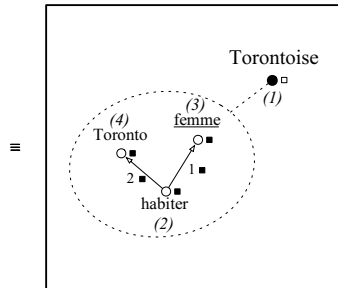 Torontoise
(1)
(3)
femme
(4)
Toronto
≡
2
1
habiter
(2)